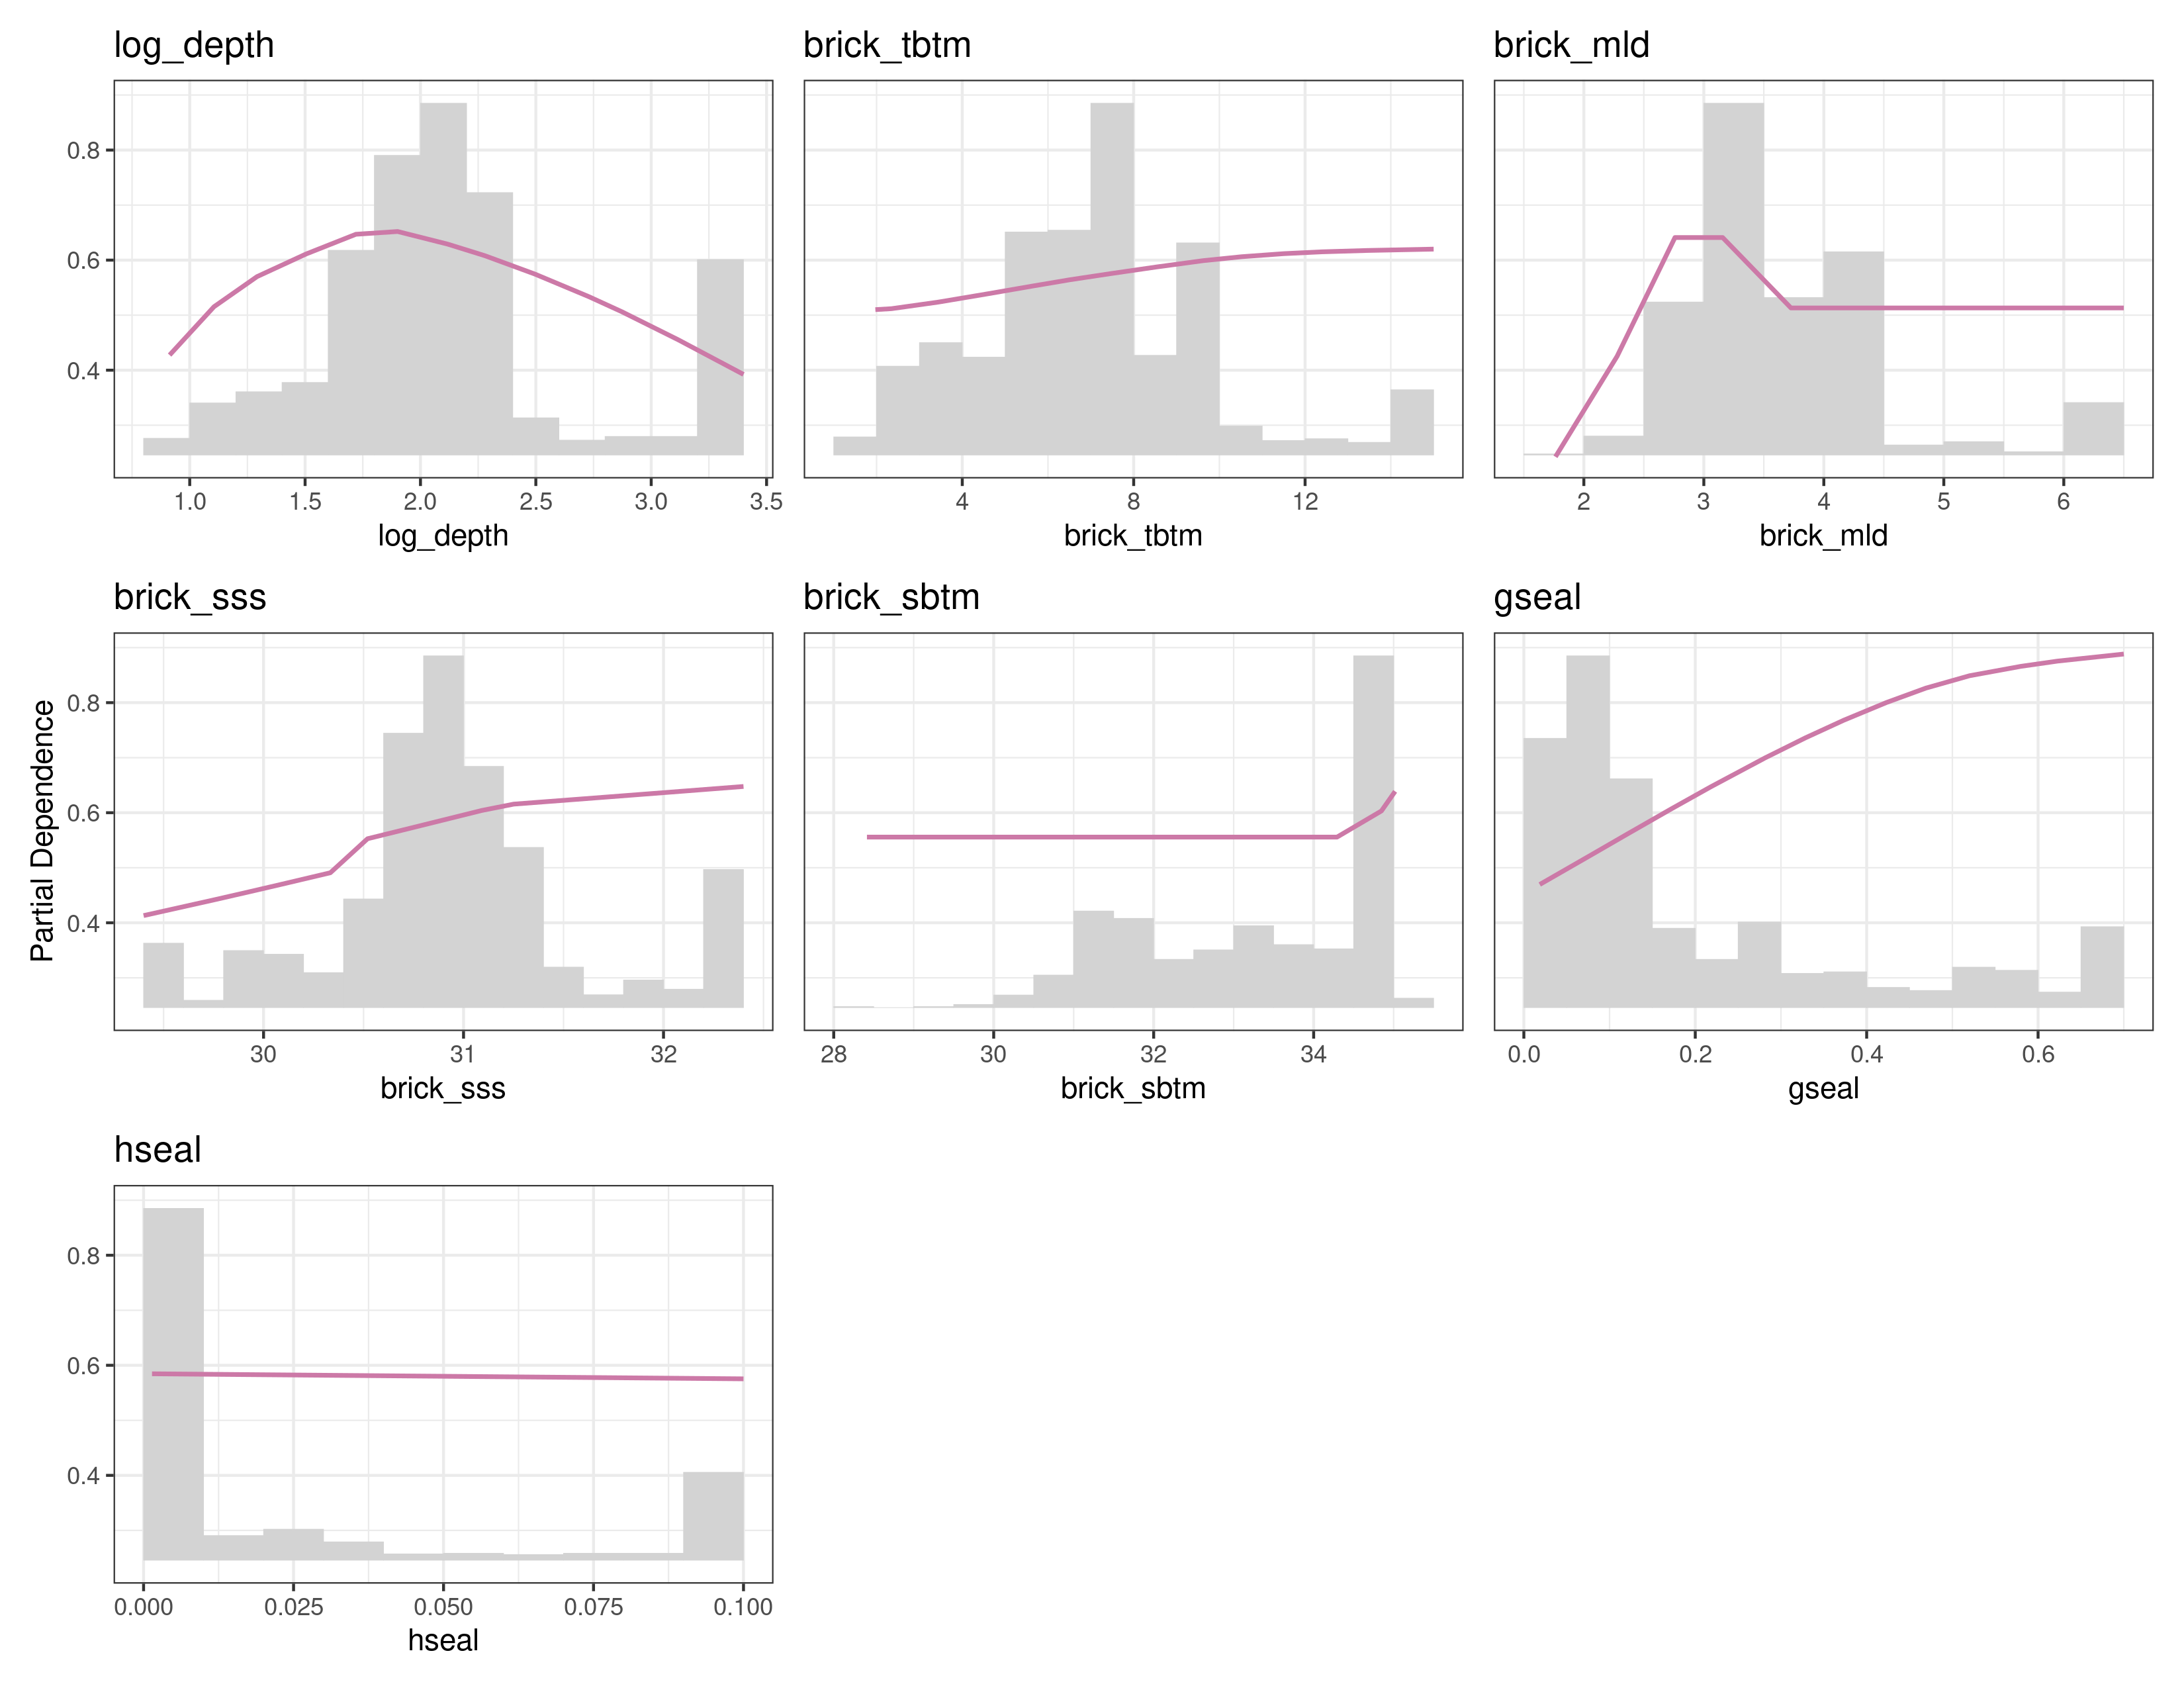 log_depth
brick_tbtm
brick_mld
0.8
0.6
0.4
1.0 1.5 2.0 2.5 3.0 3.5
4 8 12
2 3 4 5 6
log_depth
brick_tbtm
brick_mld
brick_sss
brick_sbtm
gseal
Partial Dependence
0.8
0.6
0.4
30 31 32
28 30 32 34
0.0 0.2 0.4 0.6
brick_sss
brick_sbtm
gseal
hseal
0.8
0.6
0.4
0.000 0.025 0.050 0.075 0.100
hseal